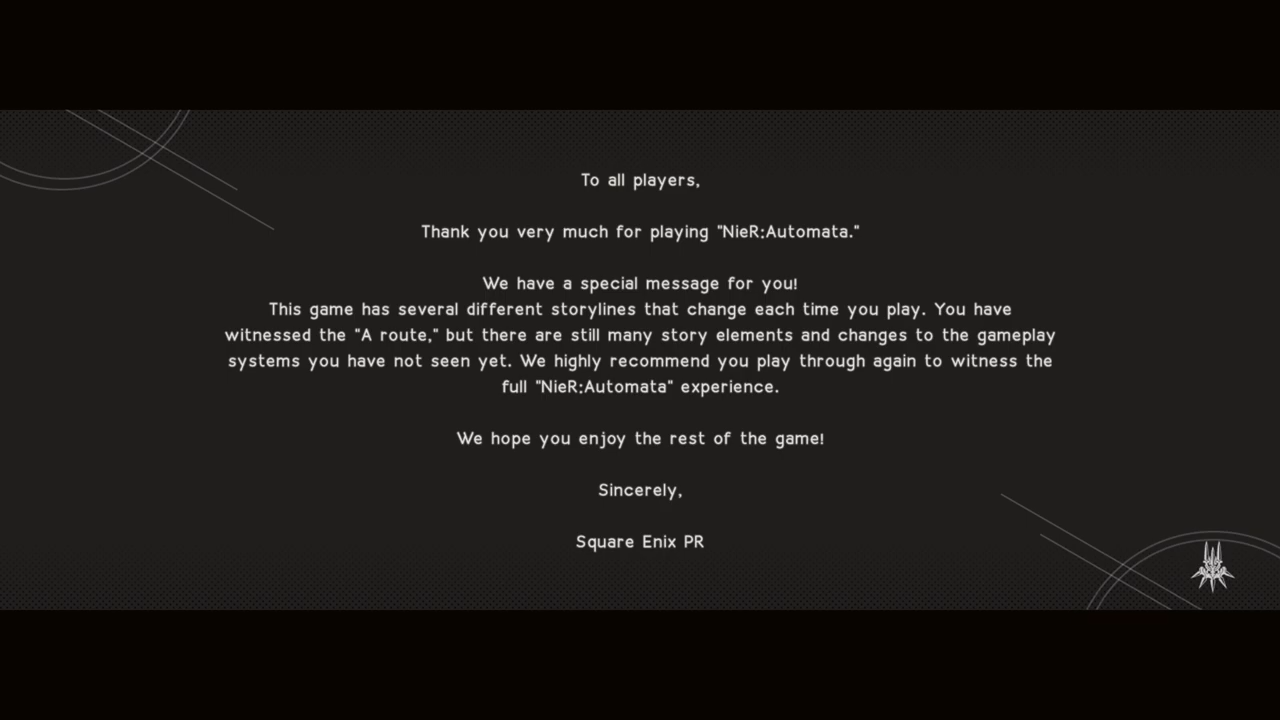 To all players,
Thank you very much for playing "NieR:Automata."
We have a special message for you!
This game has several different storylines that change each time you play. You have
witnessed the "A route," but there are still many story elements and changes to the gameplay
systems you have not seen yet. We highly recommend you play through again to witness the
full "NieR:Automata" experience.
We hope you enjoy the rest of the game!
Sincerely,
Square Enix PR